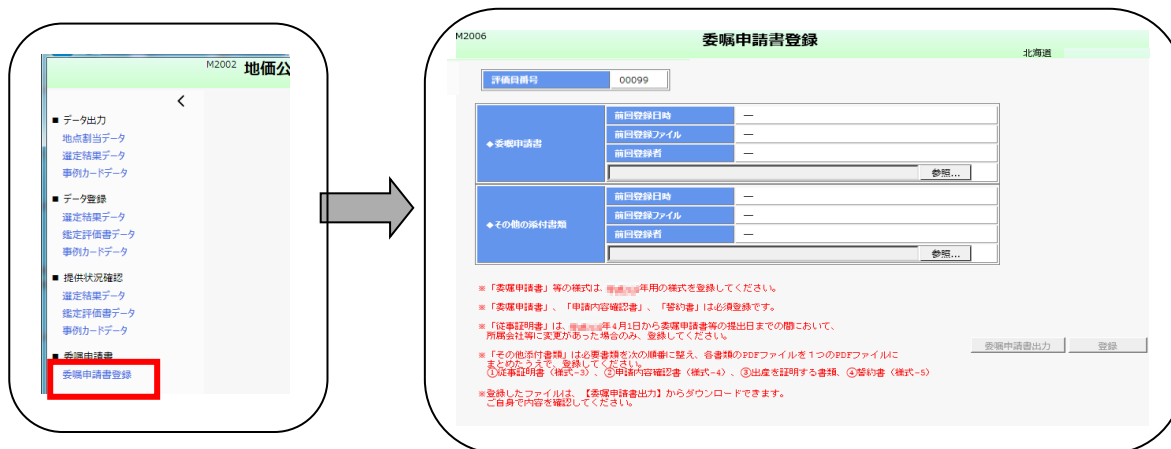 M2002 地価公
<
■ データ出力
地点割当データ
選定結果データ
事例カードデータ
■ データ登録
選定結果データ
鑑定評価書データ
事例カードデータ
■ 提供状況確認
選定結果データ
鑑定評価書データ
事例カードデータ
■ 委嘱申請書
委嘱申請書登録
M2006 委嘱申請書登録
北海道
評価員番号 00099
◆委嘱申請書
前回登録日時 ―
前回登録ファイル ―
前回登録者 ―
参照...
◆その他の添付書類
前回登録日時 ―
前回登録ファイル ―
前回登録者 ―
参照...
※「委嘱申請書」等の様式は、年用の様式を登録してください。
※「委嘱申請書」、「申請内容確認書」、「誓約書」は必須登録です。
※「従事証明書」は、年4月1日から委嘱申請書等の提出日までの間において、
所属会社等に変更があった場合のみ、登録してください。
※「その他添付書類」は必要書類を次の順番に整え、各書類のPDFファイルを1つのPDFファイルに
まとめたうえで、登録してください。
①従事証明書（様式-3）、②申請内容確認書（様式-4）、③出産を証明する書類、④誓約書（様式-5）
※登録したファイルは、【委嘱申請書出力】からダウンロードできます。
ご自身で内容を確認してください。
委嘱申請書出力 登録